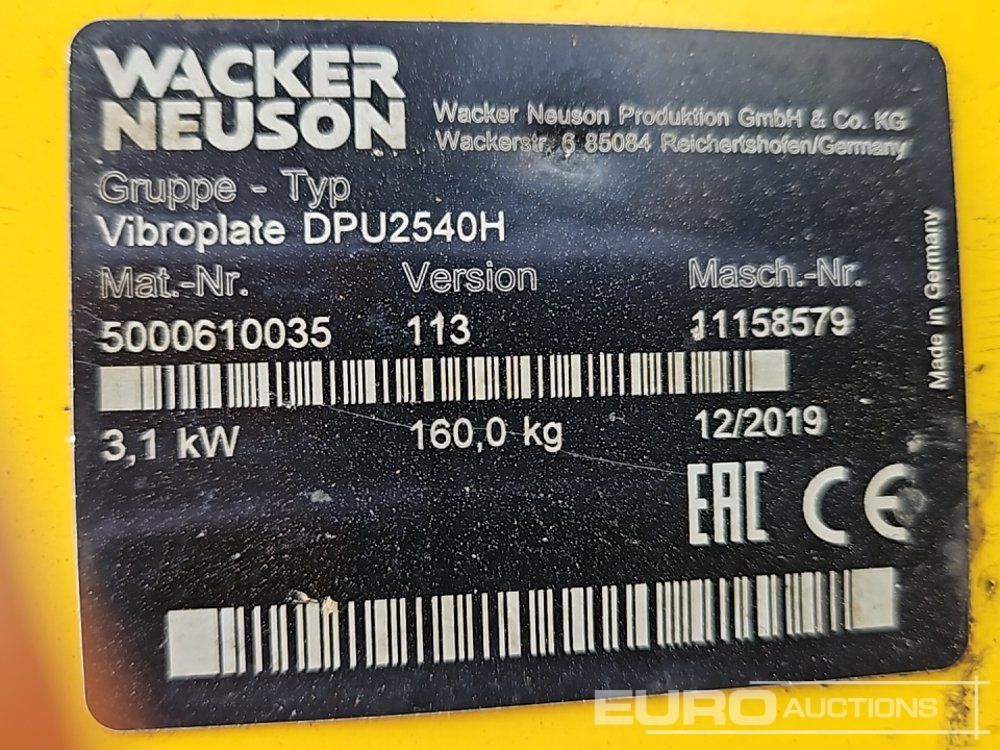 WACKER
NEUSON
Wacker Neuson Produktion GmbH & Co. KG
Wackerstr. 6 85084 Reichertshofen/Germany
Gruppe - Typ
Vibroplate DPU2540H
Mat.-Nr. Version Masch.-Nr.
5000610035 113 11158579
3,1 kW 160,0 kg 12/2019
EAC CE
Made in Germany
EURO AUCTIONS